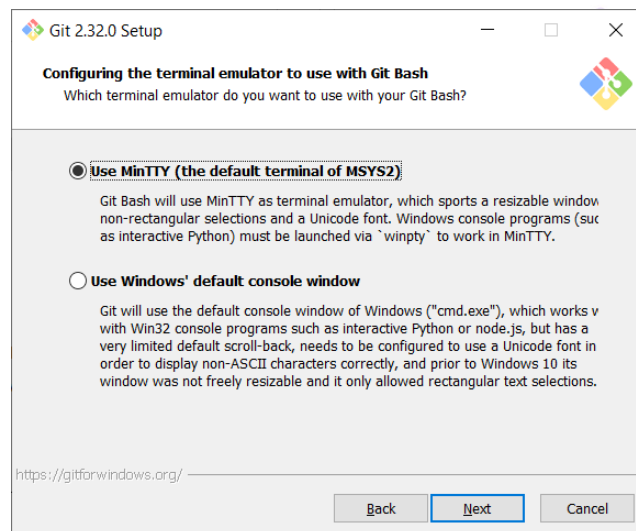 Git 2.32.0 Setup
Configuring the terminal emulator to use with Git Bash
Which terminal emulator do you want to use with your Git Bash?
Use MinTTY (the default terminal of MSYS2)
Git Bash will use MinTTY as terminal emulator, which sports a resizable window
non-rectangular selections and a Unicode font. Windows console programs (suc
as interactive Python) must be launched via `winpty` to work in MinTTY.
Use Windows' default console window
Git will use the default console window of Windows ("cmd.exe"), which works
with Win32 console programs such as interactive Python or node.js, but has a
very limited default scroll-back, needs to be configured to use a Unicode font in
order to display non-ASCII characters correctly, and prior to Windows 10 its
window was not freely resizable and it only allowed rectangular text selections.
https://gitforwindows.org/
Back Next Cancel